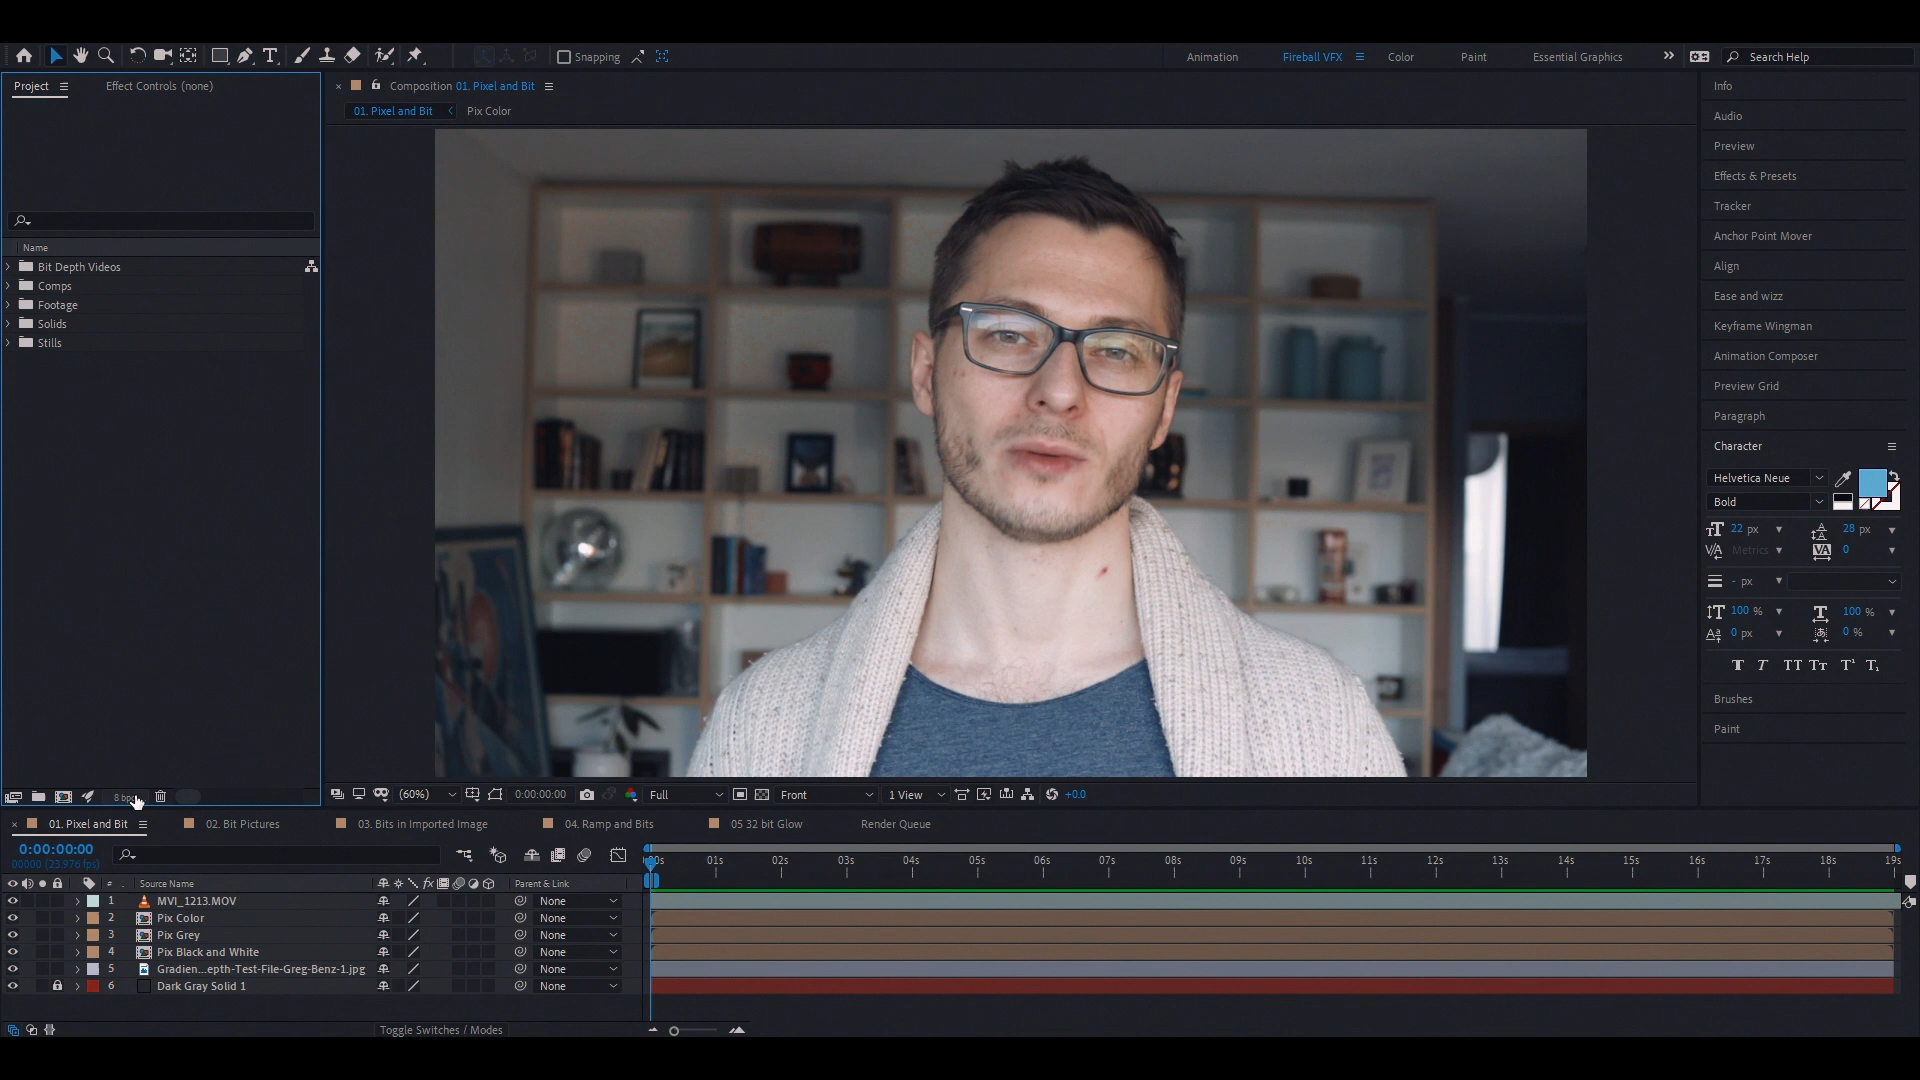 Snapping
Animation
Fireball VFX
Color
Paint
Essential Graphics
Search Help
Project
Effect Controls (none)
Composition 01. Pixel and Bit
01. Pixel and Bit
Pix Color
Name
Bit Depth Videos
Comps
Footage
Solids
Stills
Info
Audio
Preview
Effects & Presets
Tracker
Anchor Point Mover
Align
Ease and wizz
Keyframe Wingman
Animation Composer
Preview Grid
Paragraph
Character
Helvetica Neue
Bold
22 px
28 px
Metrics
0
- px
100 %
100 %
0 px
0 %
Brushes
Paint
(60%)
0:00:00:00
Full
Front
1 View
+0.0
01. Pixel and Bit
02. Bit Pictures
03. Bits in Imported Image
04. Ramp and Bits
05 32 bit Glow
Render Queue
0:00:00:00
00000 (23.976 fps)
01s 02s 03s 04s 05s 06s 07s 08s 09s 10s 11s 12s 13s 14s 15s 16s 17s 18s 19s
# Source Name Parent & Link
1 MVI_1213.MOV None
2 Pix Color None
3 Pix Grey None
4 Pix Black and White None
5 Gradien...epth-Test-File-Greg-Benz-1.jpg None
6 Dark Gray Solid 1 None
Toggle Switches / Modes